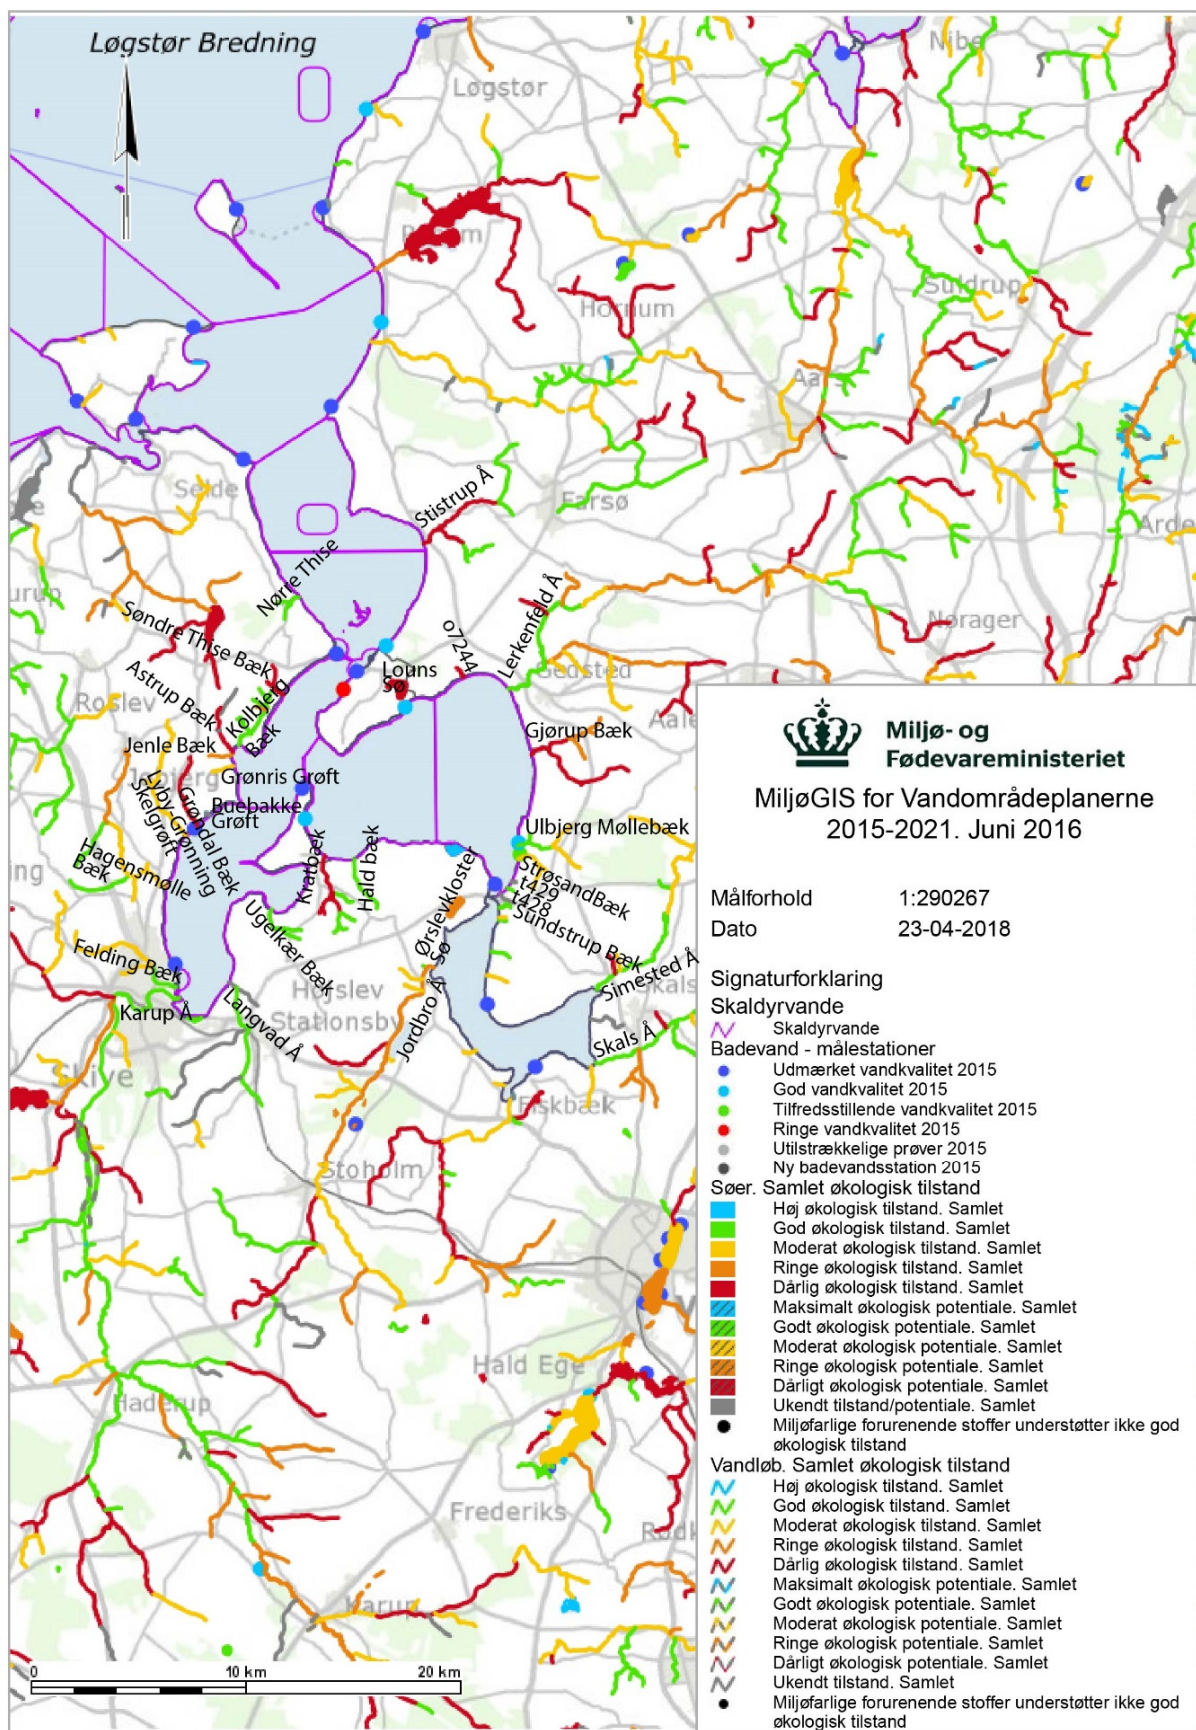 Løgstør Bredning
Nibe
Løgstør
Suldrup
Hornum
Aars
Selde
Stistrup Å
Farsø
Arde
Nørre Thise
urup
Nørager
Søndre Thise Bæk
o7244
Lerkenfeld Å
Gedsted
Louns
Sø
Astrup Bæk
Kolbjerg
Bæk
Roslev
Aale
Gjørup Bæk
Jenle Bæk
Grønris Grøft
Buebakke
Grøft
Lyby-Grønning
Skelgrøft
Grøndal Bæk
Ulbjerg Møllebæk
Hagensmølle
Bæk
Kratbæk
Hald bæk
StrøsandBæk
t429
t428
Sundstrup Bæk
Ørslevkloster
Sø
Ugelkær Bæk
Felding Bæk
Simested Å
Skals
Højslev
Stationsby
Karup Å
Langvad Å
Jordbro Å
Skals Å
Skive
Fiskbæk
Stoholm
Hald Ege
Haderup
Frederiks
Karup
Miljø- og
Fødevareministeriet
MiljøGIS for Vandområdeplanerne
2015-2021. Juni 2016
Målforhold 1:290267
Dato 23-04-2018
Signaturforklaring
Skaldyrvande
Skaldyrvande
Badevand - målestationer
Udmærket vandkvalitet 2015
God vandkvalitet 2015
Tilfredsstillende vandkvalitet 2015
Ringe vandkvalitet 2015
Utilstrækkelige prøver 2015
Ny badevandsstation 2015
Søer. Samlet økologisk tilstand
Høj økologisk tilstand. Samlet
God økologisk tilstand. Samlet
Moderat økologisk tilstand. Samlet
Ringe økologisk tilstand. Samlet
Dårlig økologisk tilstand. Samlet
Maksimalt økologisk potentiale. Samlet
Godt økologisk potentiale. Samlet
Moderat økologisk potentiale. Samlet
Ringe økologisk potentiale. Samlet
Dårligt økologisk potentiale. Samlet
Ukendt tilstand/potentiale. Samlet
Miljøfarlige forurenende stoffer understøtter ikke god
økologisk tilstand
Vandløb. Samlet økologisk tilstand
Høj økologisk tilstand. Samlet
God økologisk tilstand. Samlet
Moderat økologisk tilstand. Samlet
Ringe økologisk tilstand. Samlet
Dårlig økologisk tilstand. Samlet
Maksimalt økologisk potentiale. Samlet
Godt økologisk potentiale. Samlet
Moderat økologisk potentiale. Samlet
Ringe økologisk potentiale. Samlet
Dårligt økologisk potentiale. Samlet
Ukendt tilstand. Samlet
Miljøfarlige forurenende stoffer understøtter ikke god
økologisk tilstand
0 10 km 20 km